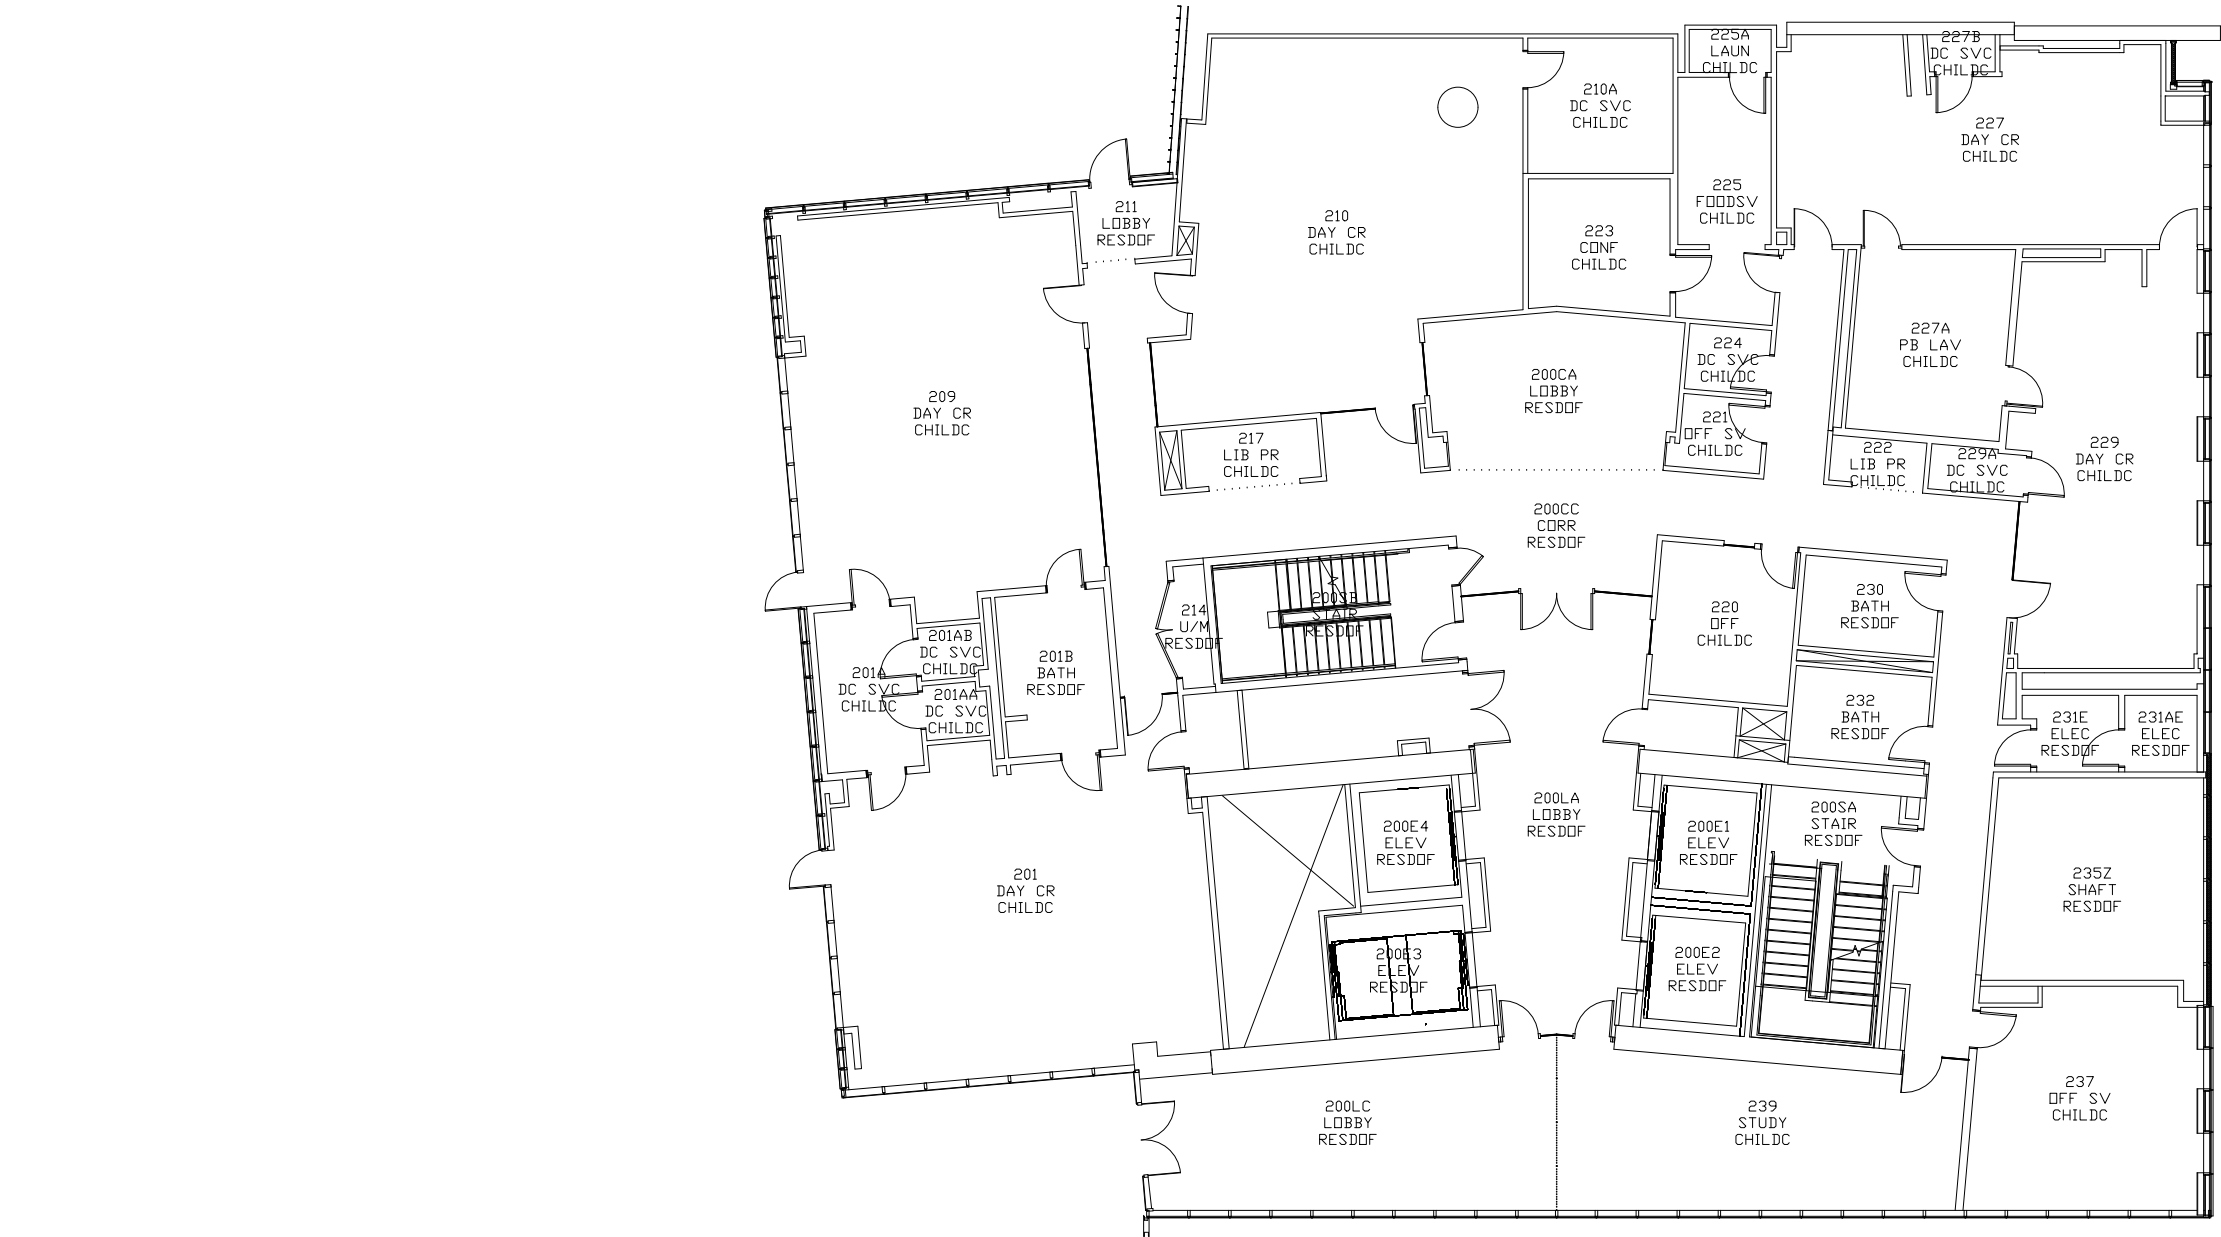 225A
LAUN
CHILDC
227B
DC SVC
CHILDC
210A
DC SVC
CHILDC
227
DAY CR
CHILDC
225
FOODSV
CHILDC
211
LOBBY
RESDOF
210
DAY CR
CHILDC
223
CONF
CHILDC
227A
PB LAV
CHILDC
224
DC SVC
CHILDC
200CA
LOBBY
RESDOF
209
DAY CR
CHILDC
221
OFF SV
CHILDC
217
LIB PR
CHILDC
222
LIB PR
CHILDC
229A
DC SVC
CHILDC
229
DAY CR
CHILDC
200CC
CORR
RESDOF
230
BATH
RESDOF
200SB
STAIR
RESDOF
214
U/M
RESDOF
220
OFF
CHILDC
201AB
DC SVC
CHILDC
201B
BATH
RESDOF
201A
DC SVC
CHILDC
201AA
DC SVC
CHILDC
232
BATH
RESDOF
231E
ELEC
RESDOF
231AE
ELEC
RESDOF
200LA
LOBBY
RESDOF
200SA
STAIR
RESDOF
200E4
ELEV
RESDOF
200E1
ELEV
RESDOF
201
DAY CR
CHILDC
235Z
SHAFT
RESDOF
200E3
ELEV
RESDOF
200E2
ELEV
RESDOF
237
OFF SV
CHILDC
200LC
LOBBY
RESDOF
239
STUDY
CHILDC